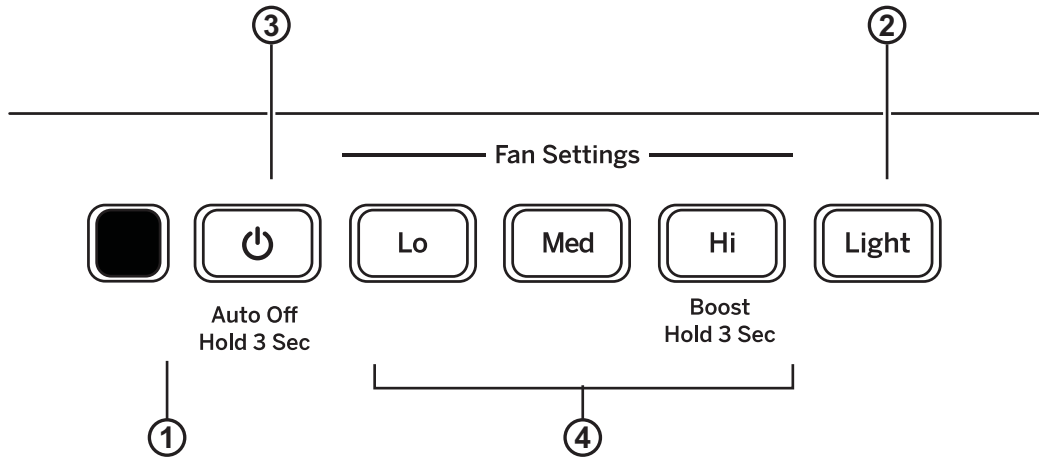 3
2
Fan Settings
Lo
Med
Hi
Light
Auto Off
Hold 3 Sec
Boost
Hold 3 Sec
1
4